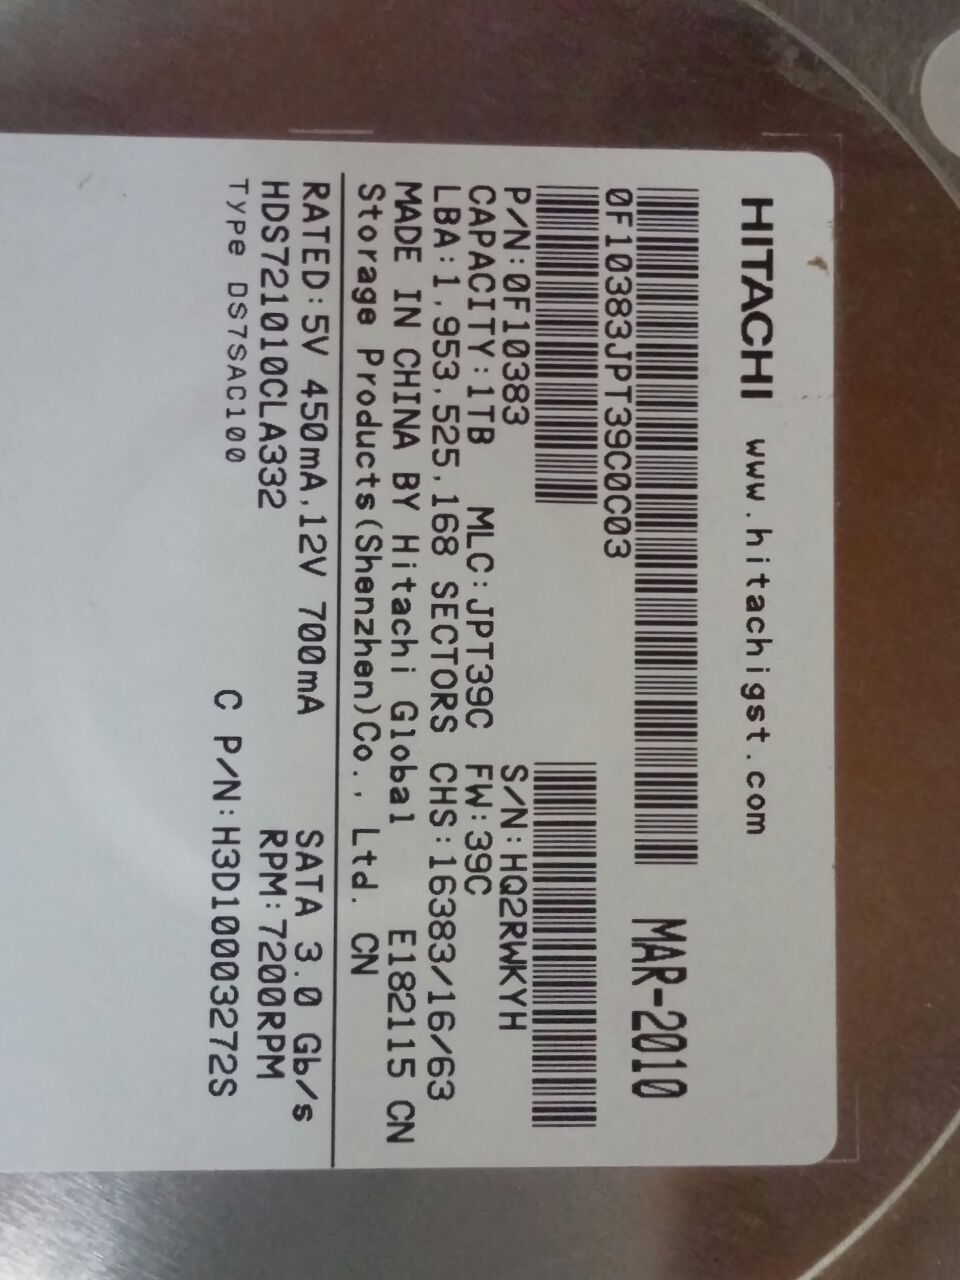 HITACHI www.hitachigst.com
MAR-2010
0F10383JPT39C0C03
P/N:0F10383 S/N:HQ2RWKYH
CAPACITY:1TB MLC:JPT39C FW:39C
LBA:1,953,525,168 SECTORS CHS:16383/16/63
MADE IN CHINA BY Hitachi Global E182115 CN
Storage Products(Shenzhen)Co., Ltd. CN
RATED:5V 450mA,12V 700mA SATA 3.0 Gb/s
HDS721010CLA332 RPM:7200RPM
Type DS7SAC100 C P/N:H3D10003272S